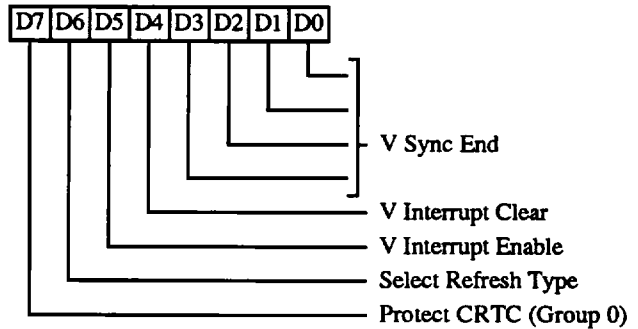 D7 D6 D5 D4 D3 D2 D1 D0
V Sync End
V Interrupt Clear
V Interrupt Enable
Select Refresh Type
Protect CRTC (Group 0)